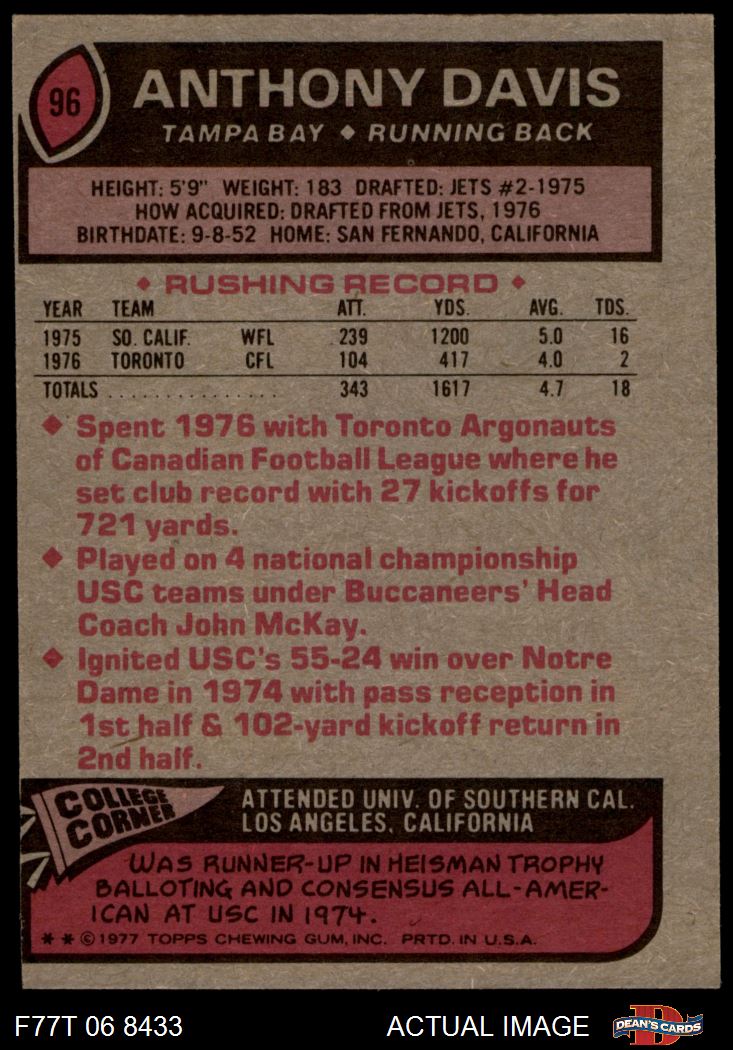 96
ANTHONY DAVIS
TAMPA BAY ◆ RUNNING BACK
HEIGHT: 5'9" WEIGHT: 183 DRAFTED: JETS #2-1975
HOW ACQUIRED: DRAFTED FROM JETS, 1976
BIRTHDATE: 9-8-52 HOME: SAN FERNANDO, CALIFORNIA
◆ RUSHING RECORD ◆
YEAR TEAM ATT. YDS. AVG. TDS.
1975 SO. CALIF. WFL 239 1200 5.0 16
1976 TORONTO CFL 104 417 4.0 2
TOTALS . . . . . . . . . . . . . . . 343 1617 4.7 18
◆ Spent 1976 with Toronto Argonauts
of Canadian Football League where he
set club record with 27 kickoffs for
721 yards.
◆ Played on 4 national championship
USC teams under Buccaneers' Head
Coach John McKay.
◆ Ignited USC's 55-24 win over Notre
Dame in 1974 with pass reception in
1st half & 102-yard kickoff return in
2nd half.
COLLEGE
CORNER
ATTENDED UNIV. OF SOUTHERN CAL.
LOS ANGELES, CALIFORNIA
WAS RUNNER-UP IN HEISMAN TROPHY
BALLOTING AND CONSENSUS ALL-AMER-
ICAN AT USC IN 1974.
* * © 1977 TOPPS CHEWING GUM, INC. PRTD. IN U.S.A.
F77T 06 8433 ACTUAL IMAGE
D
DEAN'S CARDS